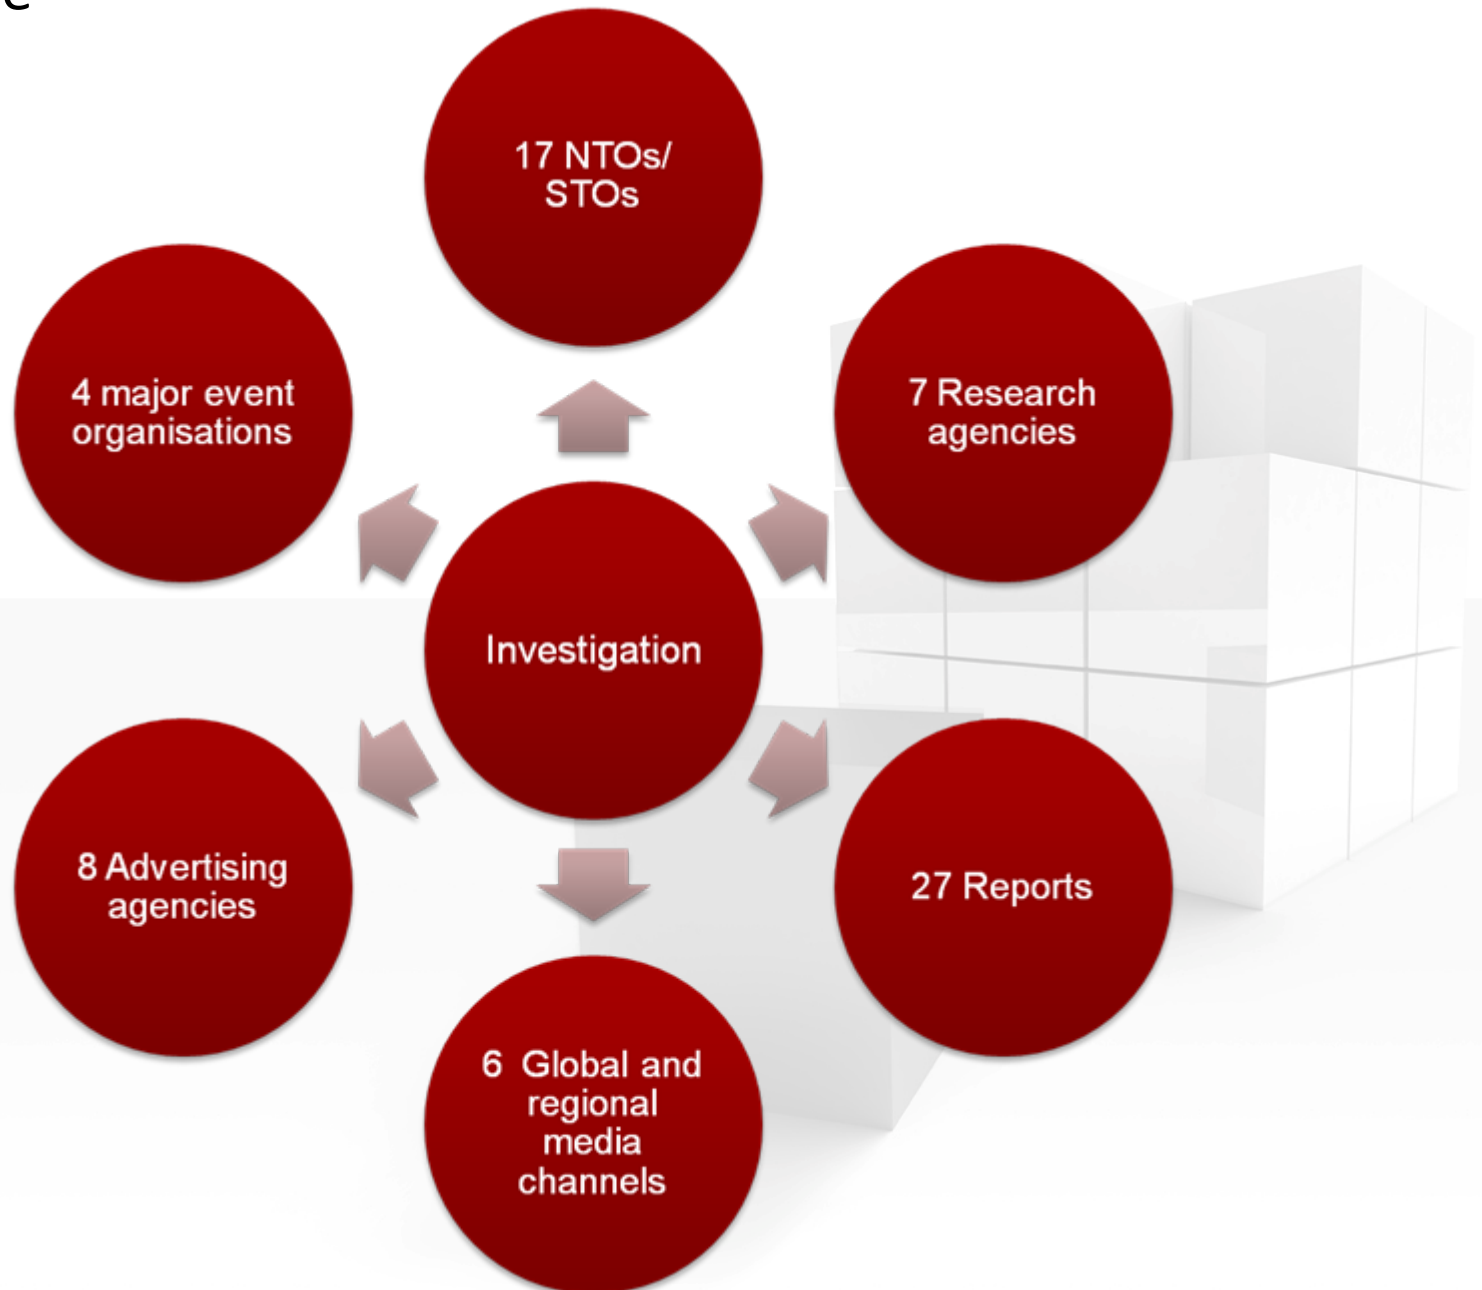 17 NTOs/
STOs
4 major event
organisations
7 Research
agencies
Investigation
8 Advertising
agencies
27 Reports
6 Global and
regional
media
channels